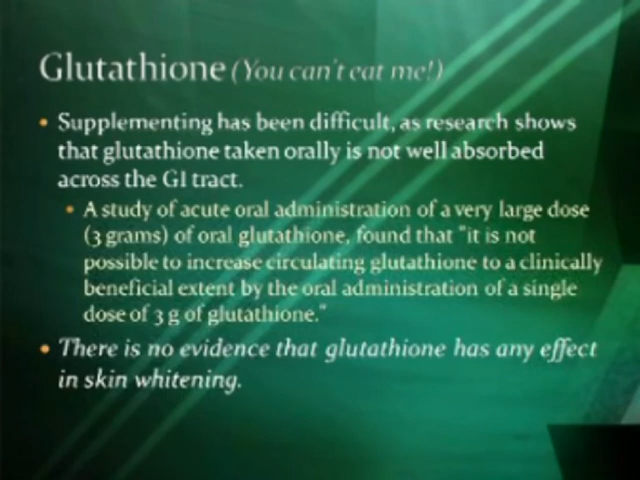 Glutathione (You can't eat me!)
• Supplementing has been difficult, as research shows
that glutathione taken orally is not well absorbed
across the GI tract.
• A study of acute oral administration of a very large dose
(3 grams) of oral glutathione, found that "it is not
possible to increase circulating glutathione to a clinically
beneficial extent by the oral administration of a single
dose of 3 g of glutathione."
• There is no evidence that glutathione has any effect
in skin whitening.